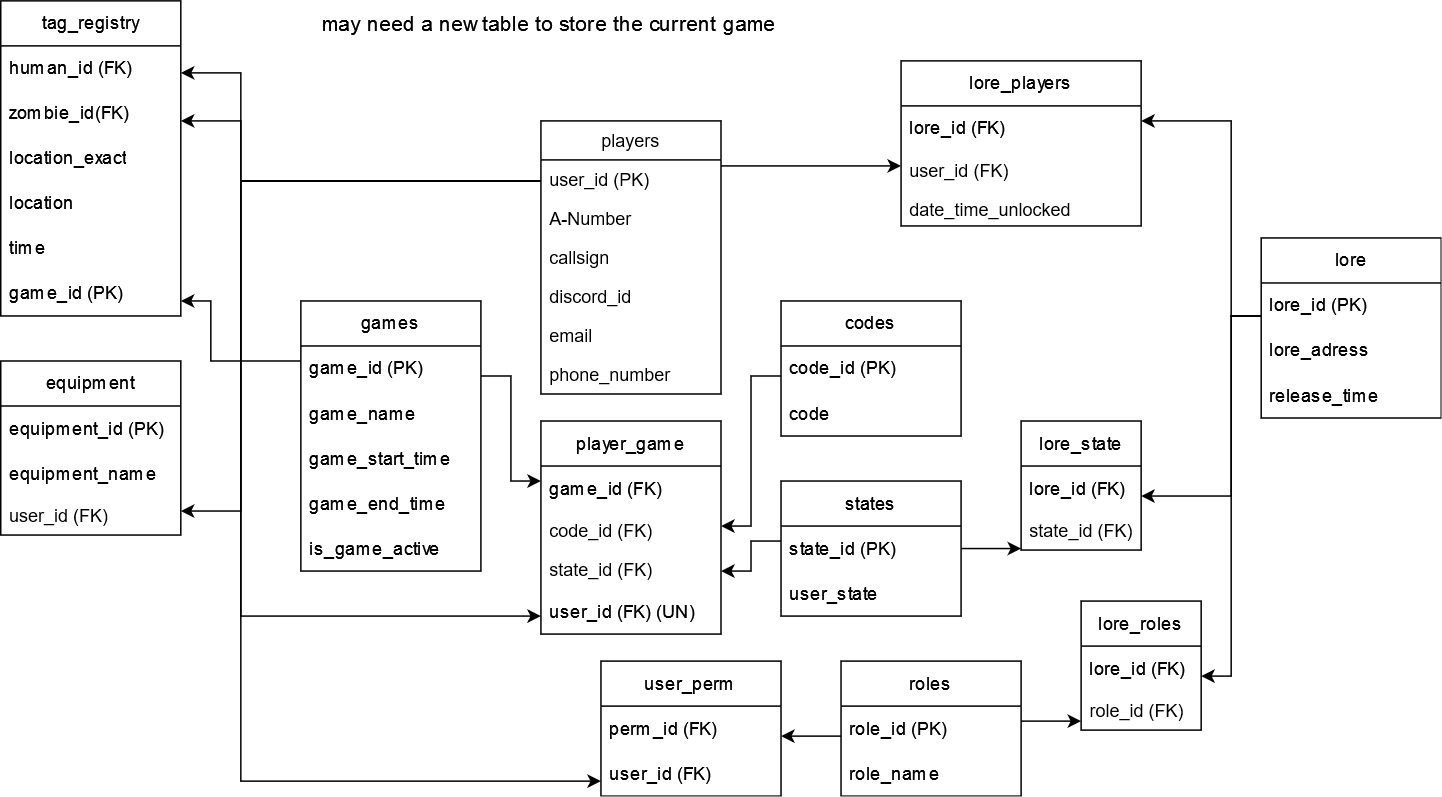 tag_registry
human_id (FK)
zombie_id(FK)
location_exact
location
time
game_id (PK)
may need a new table to store the current game
equipment
equipment_id (PK)
equipment_name
user_id (FK)
games
game_id (PK)
game_name
game_start_time
game_end_time
is_game_active
players
user_id (PK)
A-Number
callsign
discord_id
email
phone_number
player_game
game_id (FK)
code_id (FK)
state_id (FK)
user_id (FK) (UN)
user_perm
perm_id (FK)
user_id (FK)
codes
code_id (PK)
code
states
state_id (PK)
user_state
roles
role_id (PK)
role_name
lore_players
lore_id (FK)
user_id (FK)
date_time_unlocked
lore_state
lore_id (FK)
state_id (FK)
lore_roles
lore_id (FK)
role_id (FK)
lore
lore_id (PK)
lore_adress
release_time